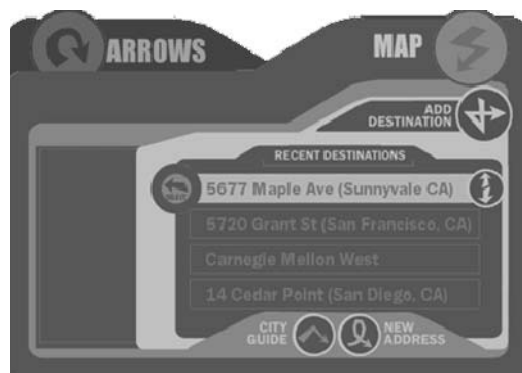 ARROWS
MAP
ADD
DESTINATION
RECENT DESTINATIONS
5677 Maple Ave (Sunnyvale CA)
5720 Grant St (San Francisco, CA)
Carnegie Mellon West
14 Cedar Point (San Diego, CA)
CITY
GUIDE
NEW
ADDRESS